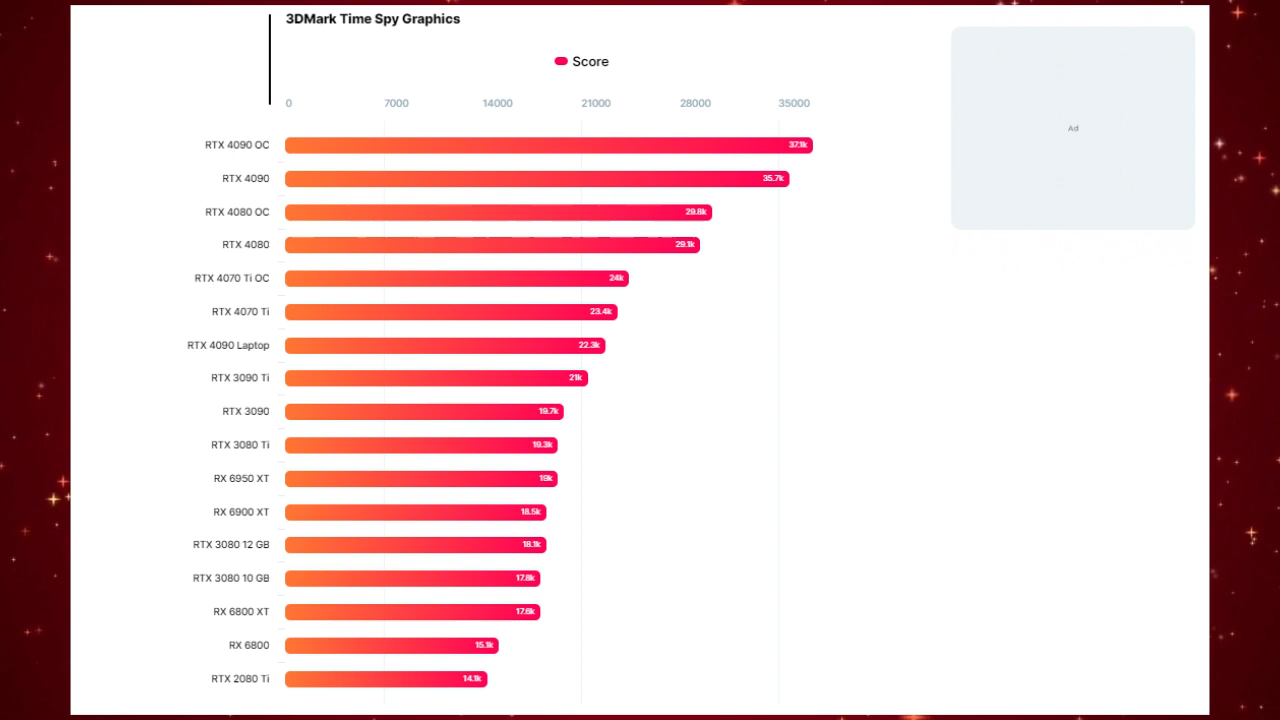 3DMark Time Spy Graphics
Score
0 7000 14000 21000 28000 35000
Ad
RTX 4090 OC 37.1k
RTX 4090 35.7k
RTX 4080 OC 29.8k
RTX 4080 29.1k
RTX 4070 Ti OC 24k
RTX 4070 Ti 23.4k
RTX 4090 Laptop 22.3k
RTX 3090 Ti 21k
RTX 3090 19.7k
RTX 3080 Ti 19.3k
RX 6950 XT 19k
RX 6900 XT 18.5k
RTX 3080 12 GB 18.1k
RTX 3080 10 GB 17.8k
RX 6800 XT 17.6k
RX 6800 15.1k
RTX 2080 Ti 14.1k